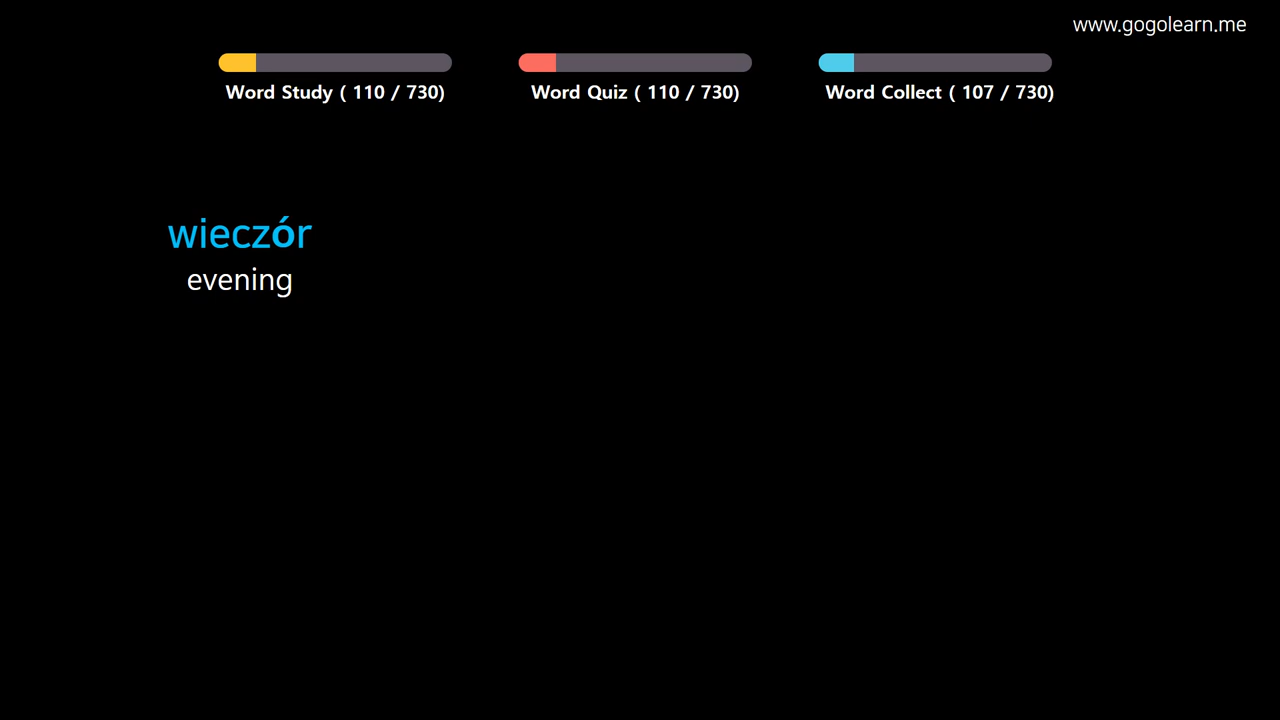 www.gogolearn.me
Word Study ( 110 / 730)
Word Quiz ( 110 / 730)
Word Collect ( 107 / 730)
wieczór
evening